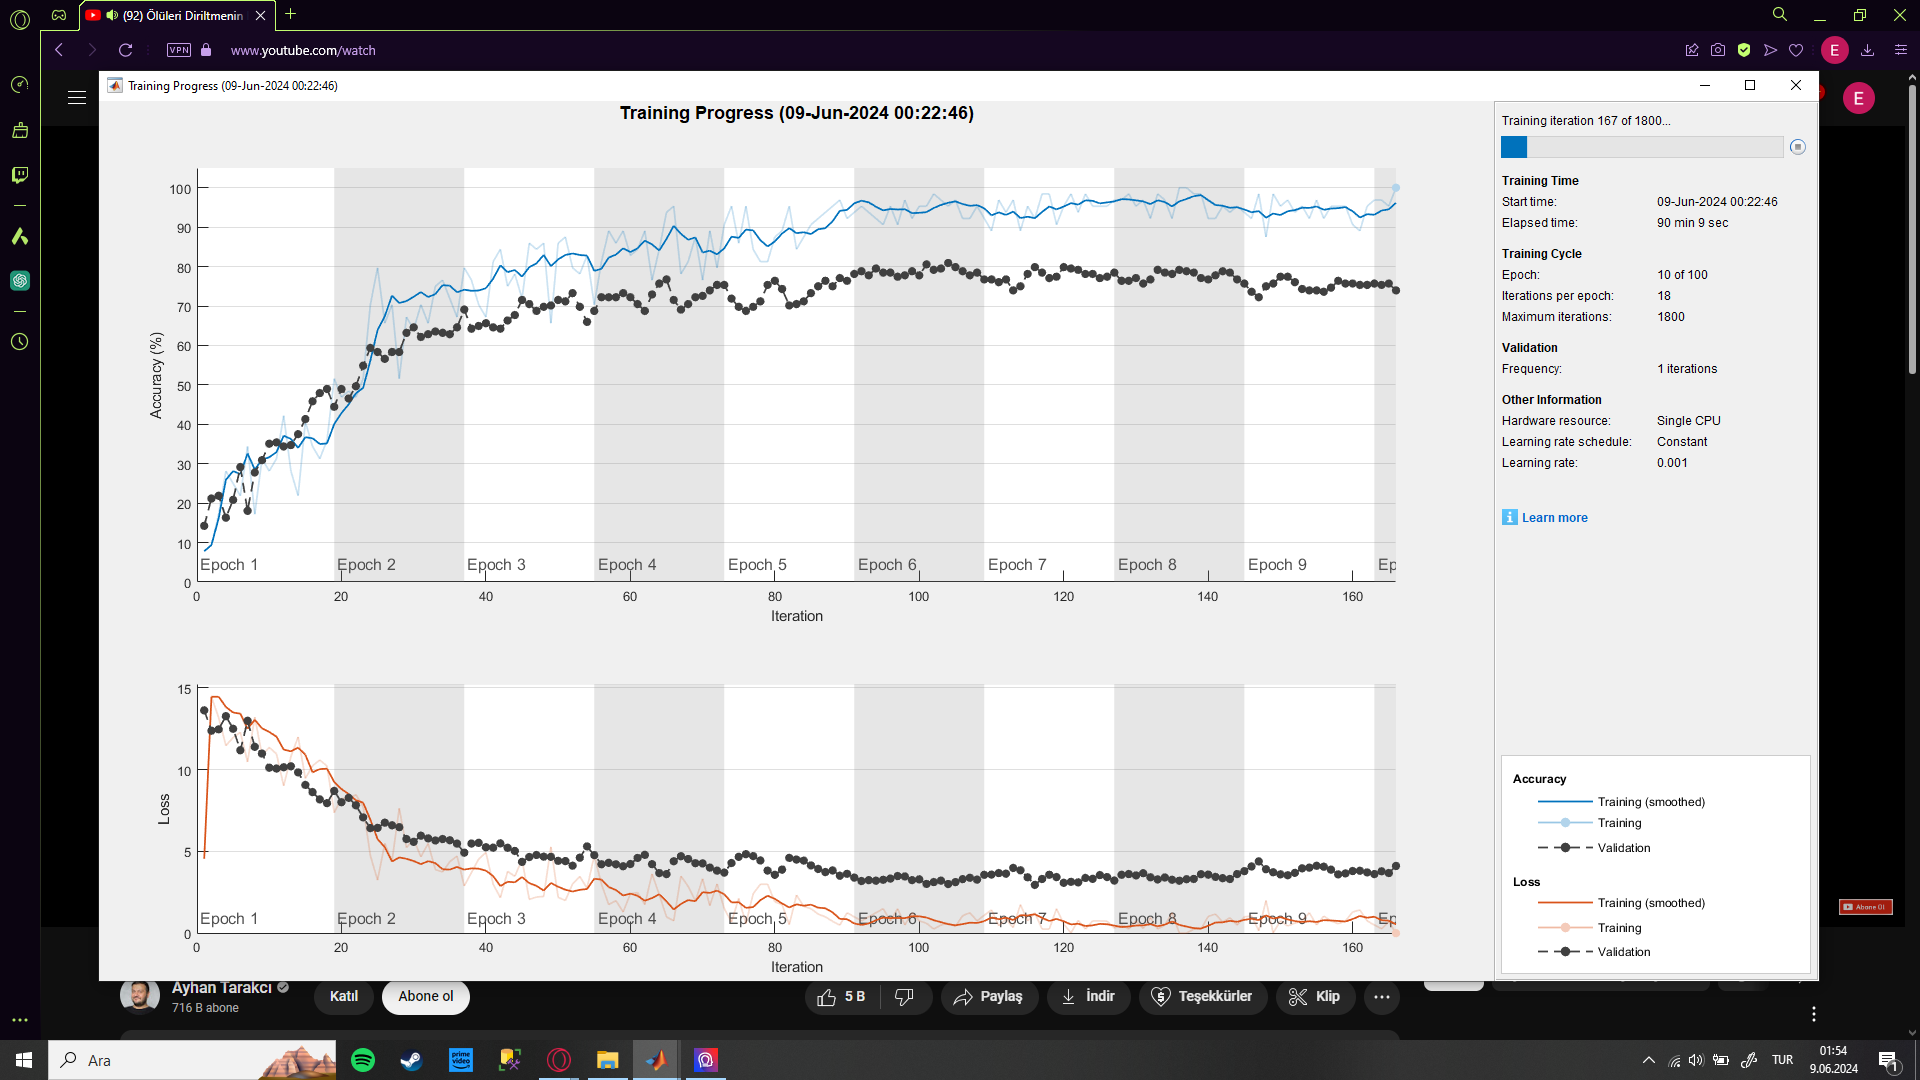 (92) Ölüleri Diriltmenin
VPN
www.youtube.com/watch
E
Training Progress (09-Jun-2024 00:22:46)
E
Training Progress (09-Jun-2024 00:22:46)
100
90
80
70
60
50
40
30
20
10
0
Accuracy (%)
Epoch 1
Epoch 2
Epoch 3
Epoch 4
Epoch 5
Epoch 6
Epoch 7
Epoch 8
Epoch 9
Ep
0
20
40
60
80
100
120
140
160
Iteration
15
10
5
0
Loss
Epoch 1
Epoch 2
Epoch 3
Epoch 4
Epoch 5
Epoch 6
Epoch 7
Epoch 8
Epoch 9
Ep
0
20
40
60
80
100
120
140
160
Iteration
Training iteration 167 of 1800...
Training Time
Start time: 09-Jun-2024 00:22:46
Elapsed time: 90 min 9 sec
Training Cycle
Epoch: 10 of 100
Iterations per epoch: 18
Maximum iterations: 1800
Validation
Frequency: 1 iterations
Other Information
Hardware resource: Single CPU
Learning rate schedule: Constant
Learning rate: 0.001
i Learn more
Accuracy
Training (smoothed)
Training
Validation
Loss
Training (smoothed)
Training
Validation
Abone Ol
Ayhan Tarakcı
716 B abone
Katıl
Abone ol
5 B
Paylaş
İndir
Teşekkürler
Klip
Ara
prime video
TUR
01:54
9.06.2024
1